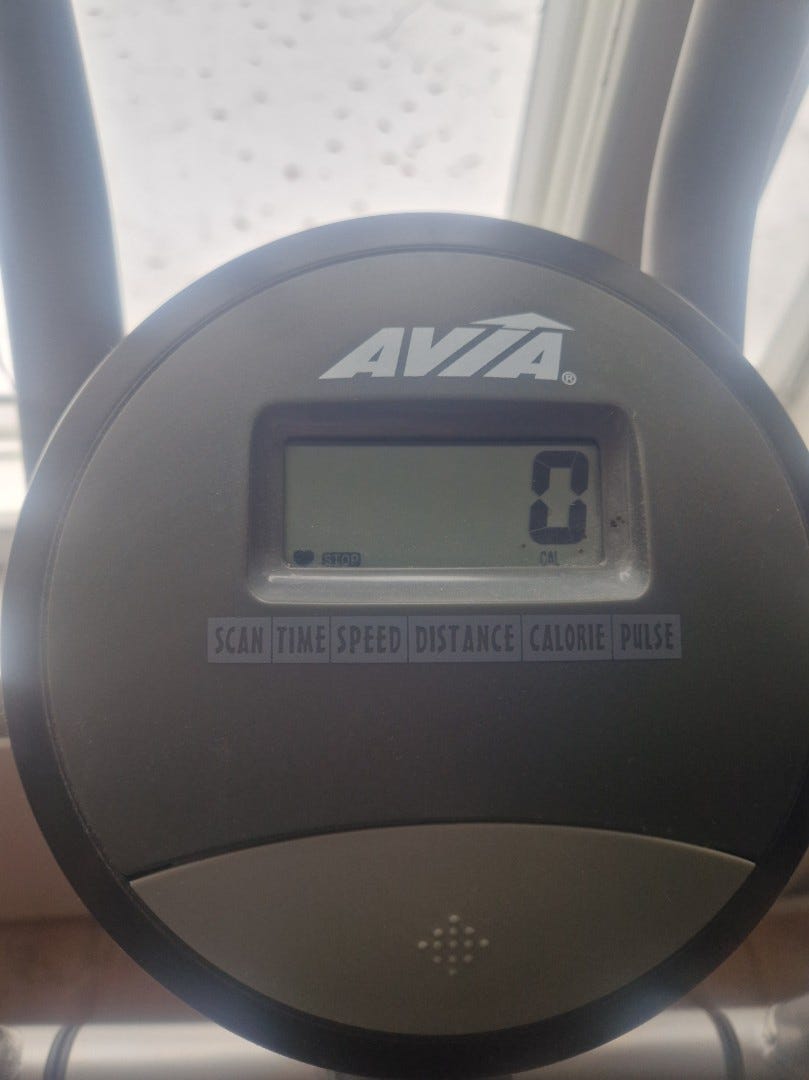 AVIA®
0
STOP CAL
SCAN TIME SPEED DISTANCE CALORIE PULSE